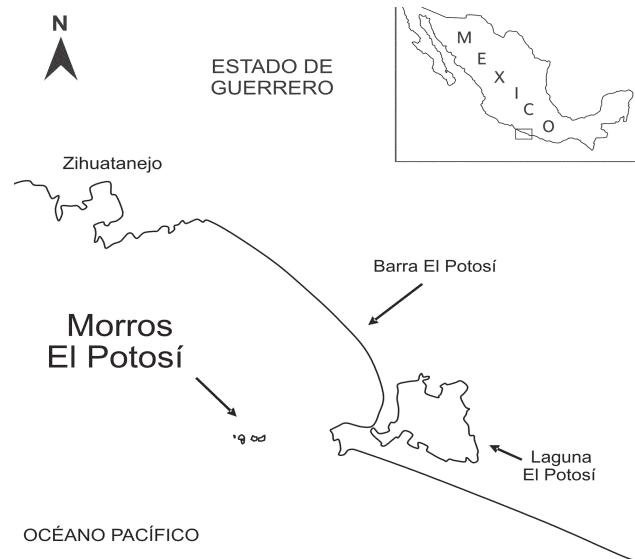 N
ESTADO DE
GUERRERO
M
E
X
I
C
O
Zihuatanejo
Barra El Potosí
Morros
El Potosí
Laguna
El Potosí
OCÉANO PACÍFICO